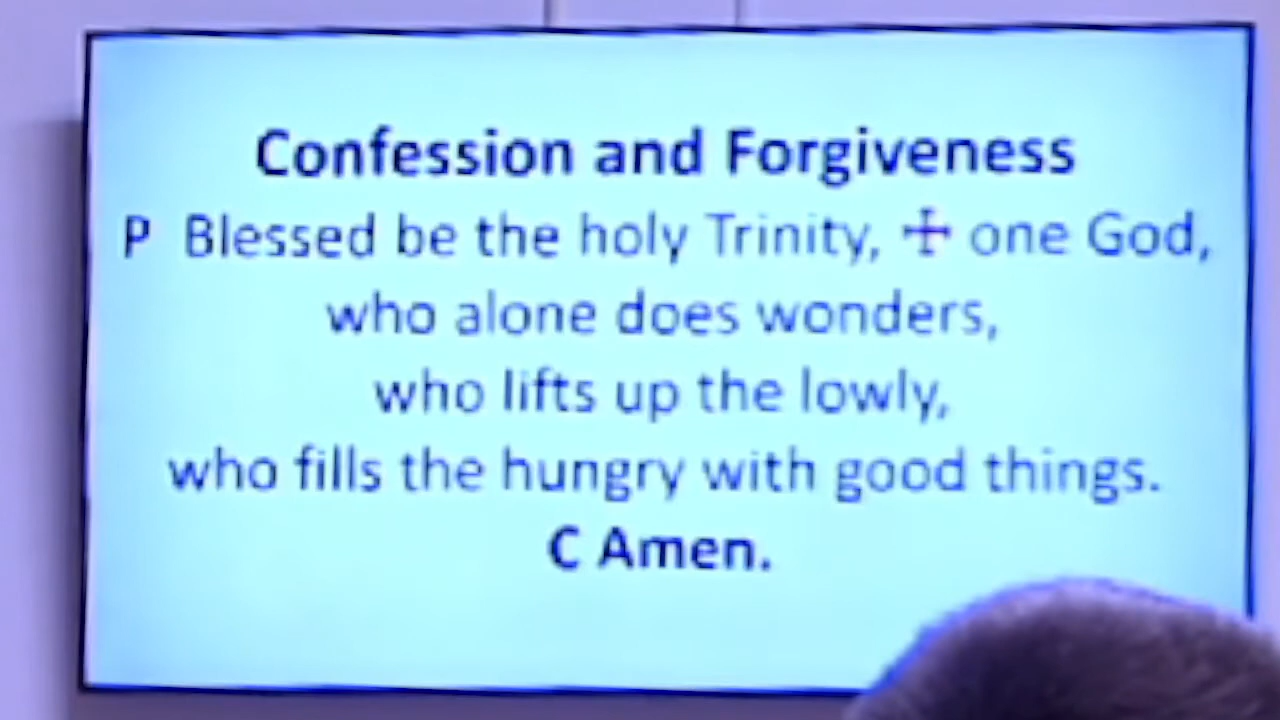 Confession and Forgiveness
P Blessed be the holy Trinity, ☩ one God,
who alone does wonders,
who lifts up the lowly,
who fills the hungry with good things.
C Amen.